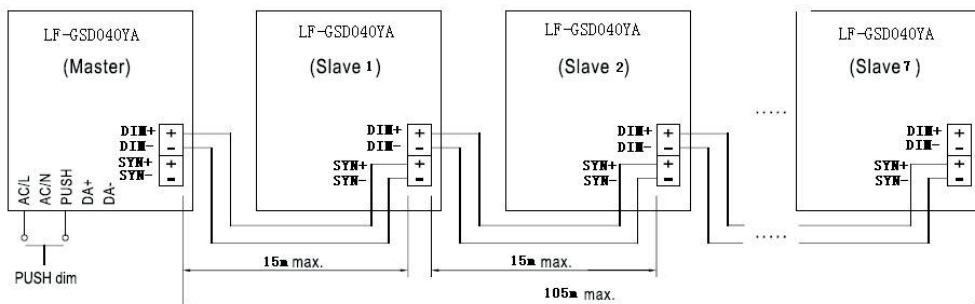 LF-GSD040YA
(Master)
DIM+
DIM-
SYN+
SYN-
+
-
+
-
AC/L
AC/N
PUSH
DA+
DA-
PUSH dim
LF-GSD040YA
(Slave 1)
DIM+
DIM-
SYN+
SYN-
+
-
+
-
LF-GSD040YA
(Slave 2)
DIM+
DIM-
SYN+
SYN-
+
-
+
-
.....
.....
LF-GSD040YA
(Slave 7)
DIM+
DIM-
SYN+
SYN-
+
-
+
-
15m max.
15m max.
105m max.